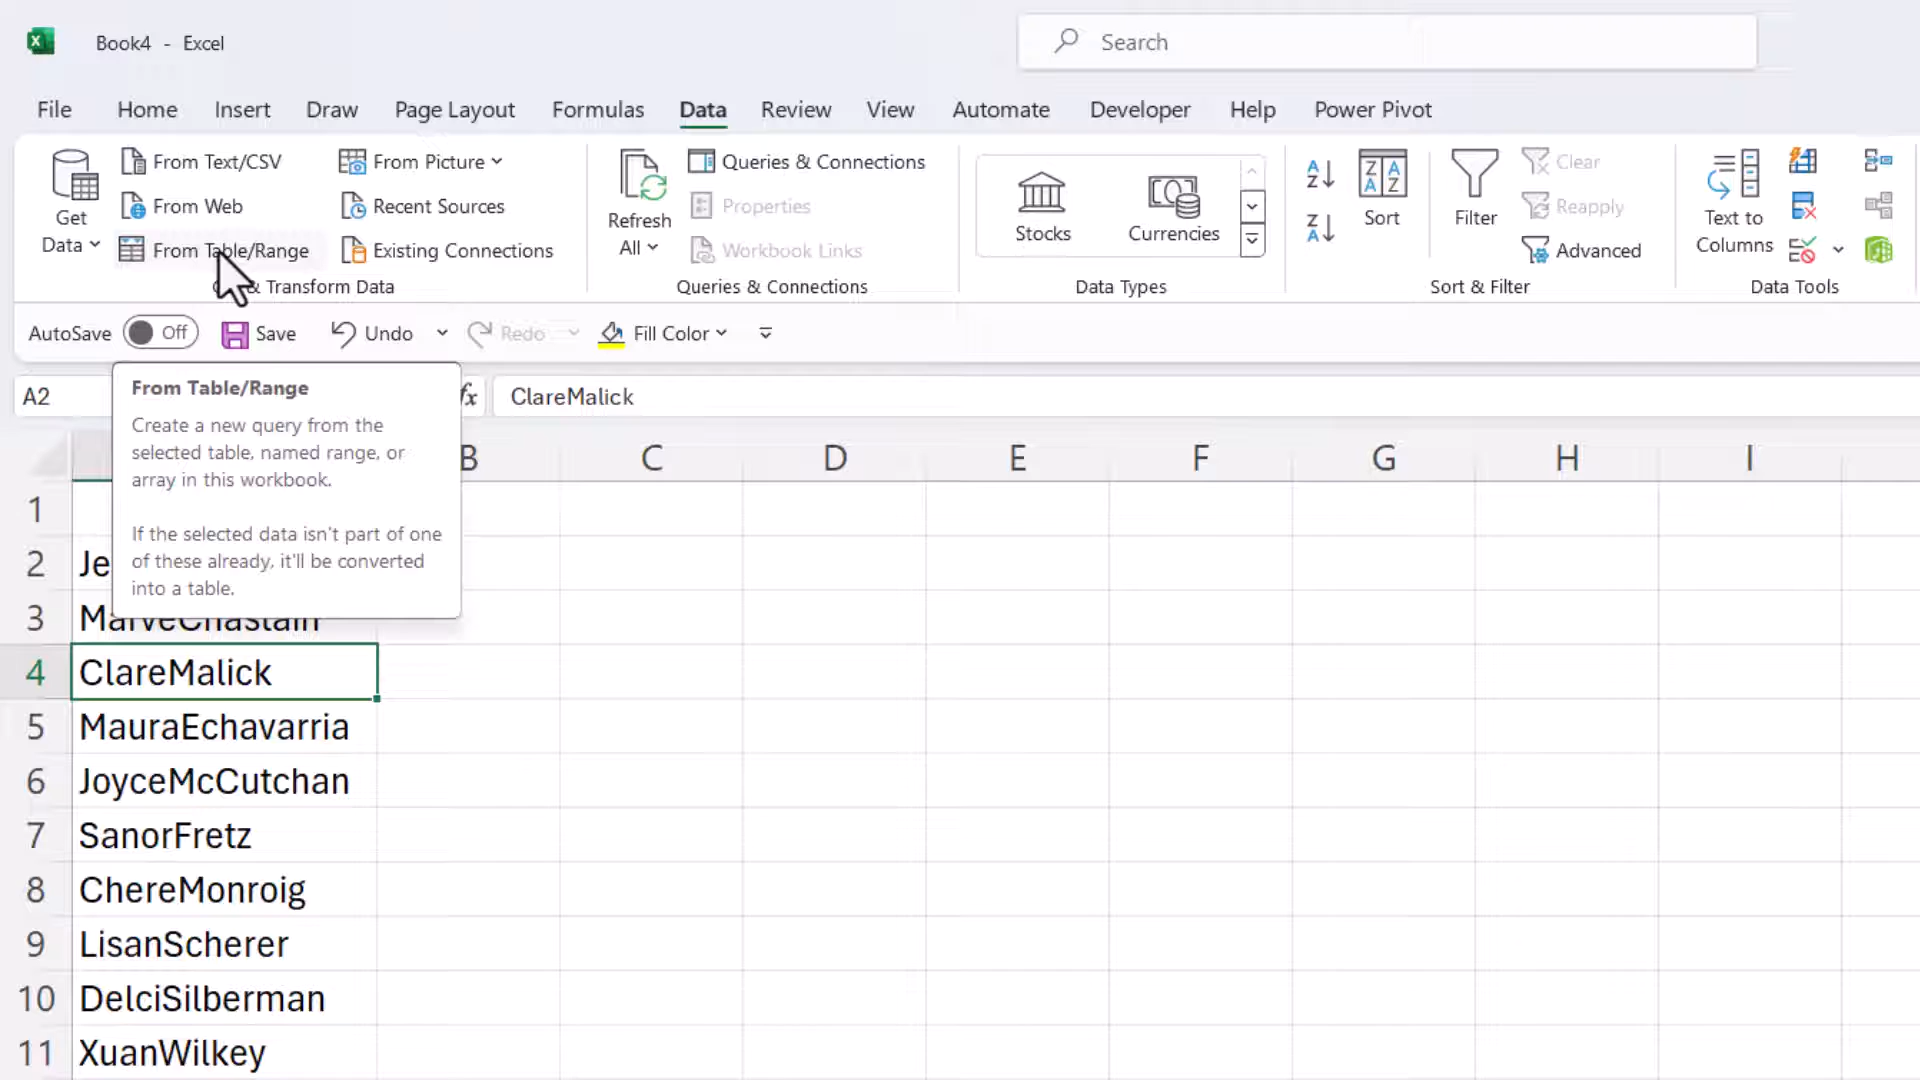 Book4 - Excel
Search
File Home Insert Draw Page Layout Formulas Data Review View Automate Developer Help Power Pivot
Get Data
From Text/CSV
From Web
From Table/Range
From Picture
Recent Sources
Existing Connections
& Transform Data
Refresh All
Queries & Connections
Properties
Workbook Links
Queries & Connections
Stocks
Currencies
Data Types
Sort
Filter
Clear
Reapply
Advanced
Sort & Filter
Text to Columns
Data Tools
AutoSave Off Save Undo Redo Fill Color
A2 fx ClareMalick
From Table/Range
Create a new query from the
selected table, named range, or
array in this workbook.
If the selected data isn't part of one
of these already, it'll be converted
into a table.
B C D E F G H I
1
2 Je
3 MarveChastain
4 ClareMalick
5 MauraEchavarria
6 JoyceMcCutchan
7 SanorFretz
8 ChereMonroig
9 LisanScherer
10 DelciSilberman
11 XuanWilkey